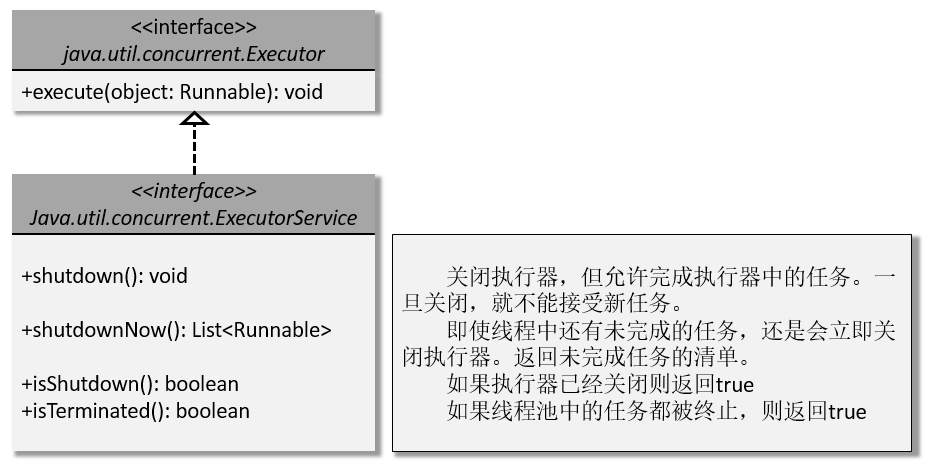 <<interface>>
java.util.concurrent.Executor
+execute(object: Runnable): void
<<interface>>
Java.util.concurrent.ExecutorService
+shutdown(): void
+shutdownNow(): List<Runnable>
+isShutdown(): boolean
+isTerminated(): boolean
关闭执行器，但允许完成执行器中的任务。一
旦关闭，就不能接受新任务。
即使线程中还有未完成的任务，还是会立即关
闭执行器。返回未完成任务的清单。
如果执行器已经关闭则返回true
如果线程池中的任务都被终止，则返回true